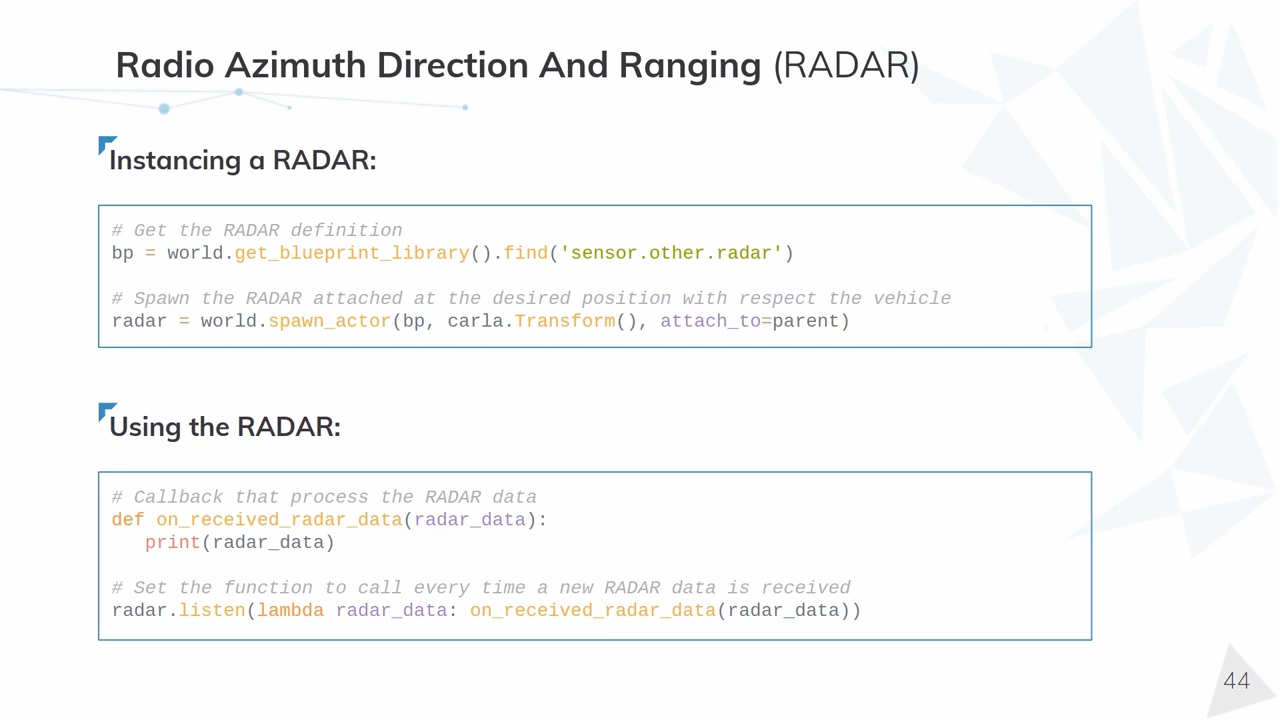 Radio Azimuth Direction And Ranging (RADAR)
Instancing a RADAR:
# Get the RADAR definition
bp = world.get_blueprint_library().find('sensor.other.radar')
# Spawn the RADAR attached at the desired position with respect the vehicle
radar = world.spawn_actor(bp, carla.Transform(), attach_to=parent)
Using the RADAR:
# Callback that process the RADAR data
def on_received_radar_data(radar_data):
   print(radar_data)
# Set the function to call every time a new RADAR data is received
radar.listen(lambda radar_data: on_received_radar_data(radar_data))
44